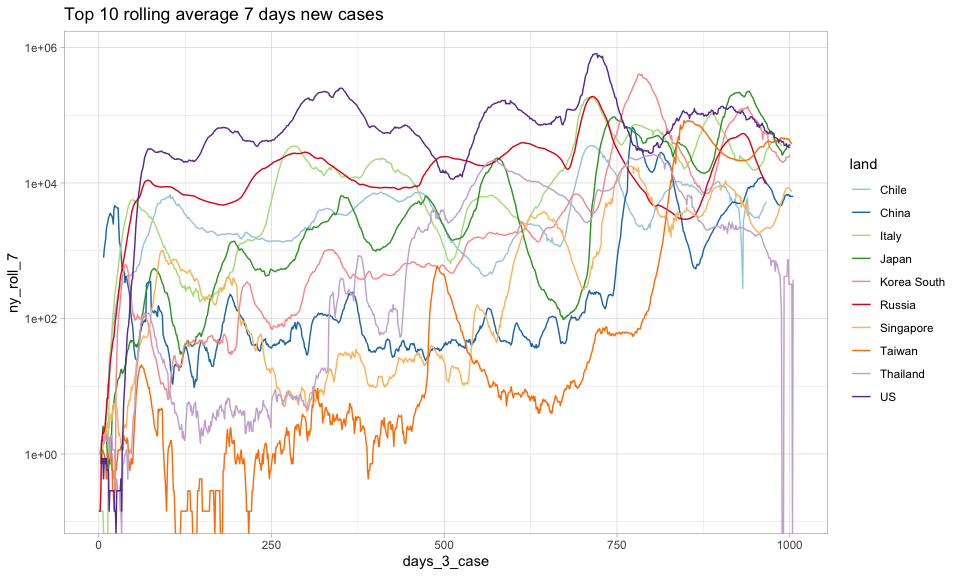 Top 10 rolling average 7 days new cases
1e+06
1e+04
1e+02
1e+00
ny_roll_7
0
250
500
750
1000
days_3_case
land
Chile
China
Italy
Japan
Korea South
Russia
Singapore
Taiwan
Thailand
US